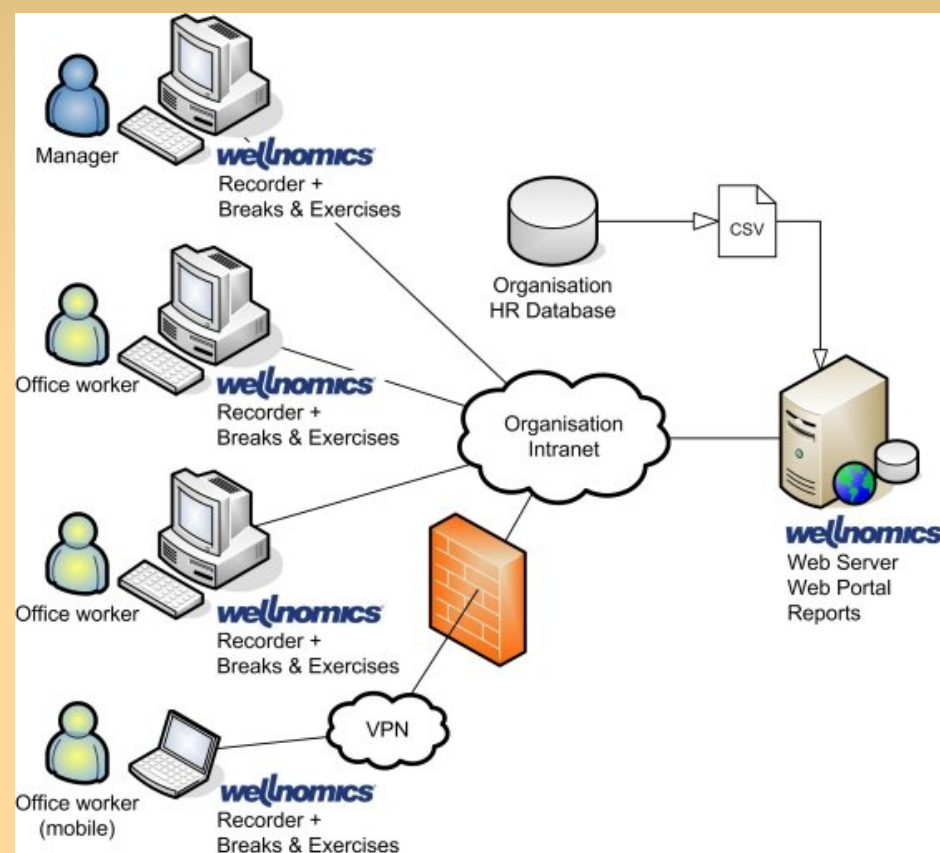 Manager
wellnomics
Recorder +
Breaks & Exercises
CSV
Organisation
HR Database
Office worker
wellnomics
Recorder +
Breaks & Exercises
Organisation
Intranet
wellnomics
Web Server
Web Portal
Reports
Office worker
wellnomics
Recorder +
Breaks & Exercises
VPN
Office worker
(mobile)
wellnomics
Recorder +
Breaks & Exercises